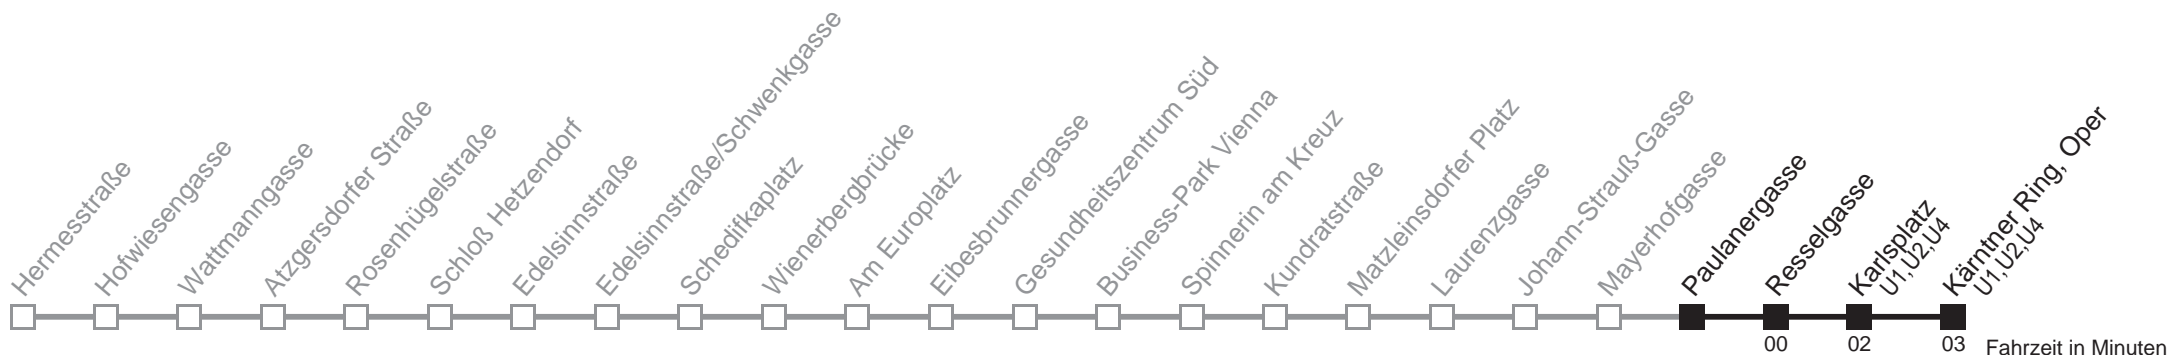 Hermesstraße
Hofwiesengasse
Wattmanngasse
Atzgersdorfer Straße
Rosenhügelstraße
Schloß Hetzendorf
Edelsinnstraße
Edelsinnstraße/Schwenkgasse
Schedifkaplatz
Wienerbergbrücke
Am Europlatz
Eibesbrunnergasse
Gesundheitszentrum Süd
Business-Park Vienna
Spinnerin am Kreuz
Kundratstraße
Matzleinsdorfer Platz
Laurenzgasse
Johann-Strauß-Gasse
Mayerhofgasse
Paulanergasse
Resselgasse
Karlsplatz
U1,U2,U4
Kärntner Ring, Oper
U1,U2,U4
00 02 03 Fahrzeit in Minuten